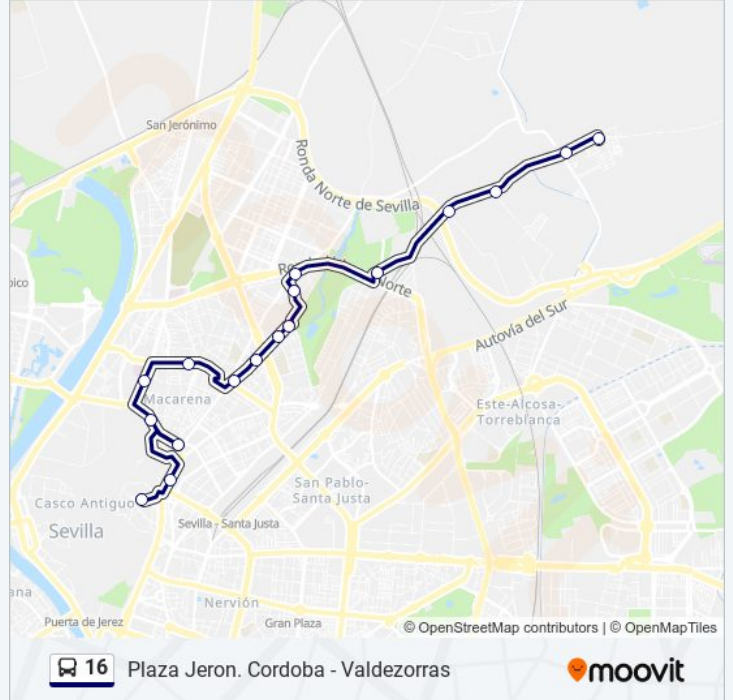 San Jerónimo
Ronda Norte de Sevilla
pico
Norte
Autovía del Sur
Macarena
Este-Alcosa-
Torreblanca
San Pablo-
Santa Justa
Casco Antiguo
Sevilla - Santa Justa
Sevilla
ana
Nervión
Puerta de Jerez
Gran Plaza
© OpenStreetMap contributors | © OpenMapTiles
16 Plaza Jeron. Cordoba - Valdezorras
moovit